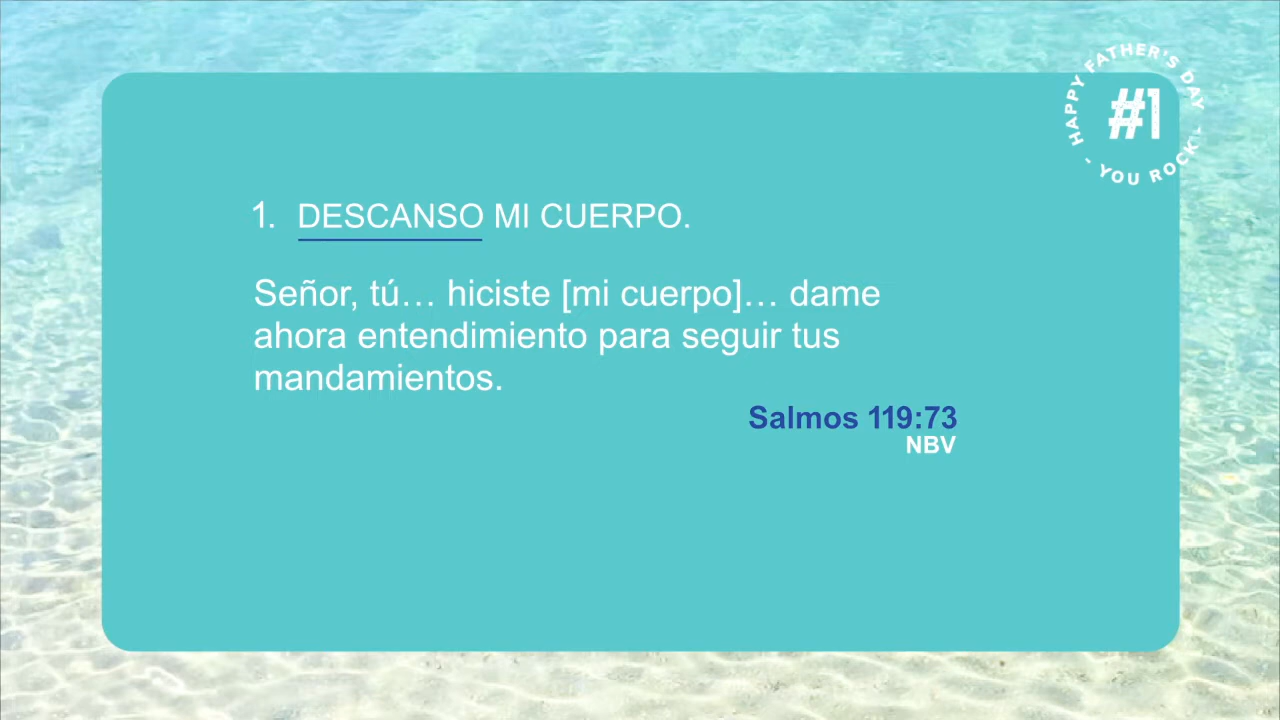 HAPPY FATHER'S DAY
#1
- YOU ROCK -
1. DESCANSO MI CUERPO.
Señor, tú… hiciste [mi cuerpo]… dame
ahora entendimiento para seguir tus
mandamientos.
Salmos 119:73
NBV